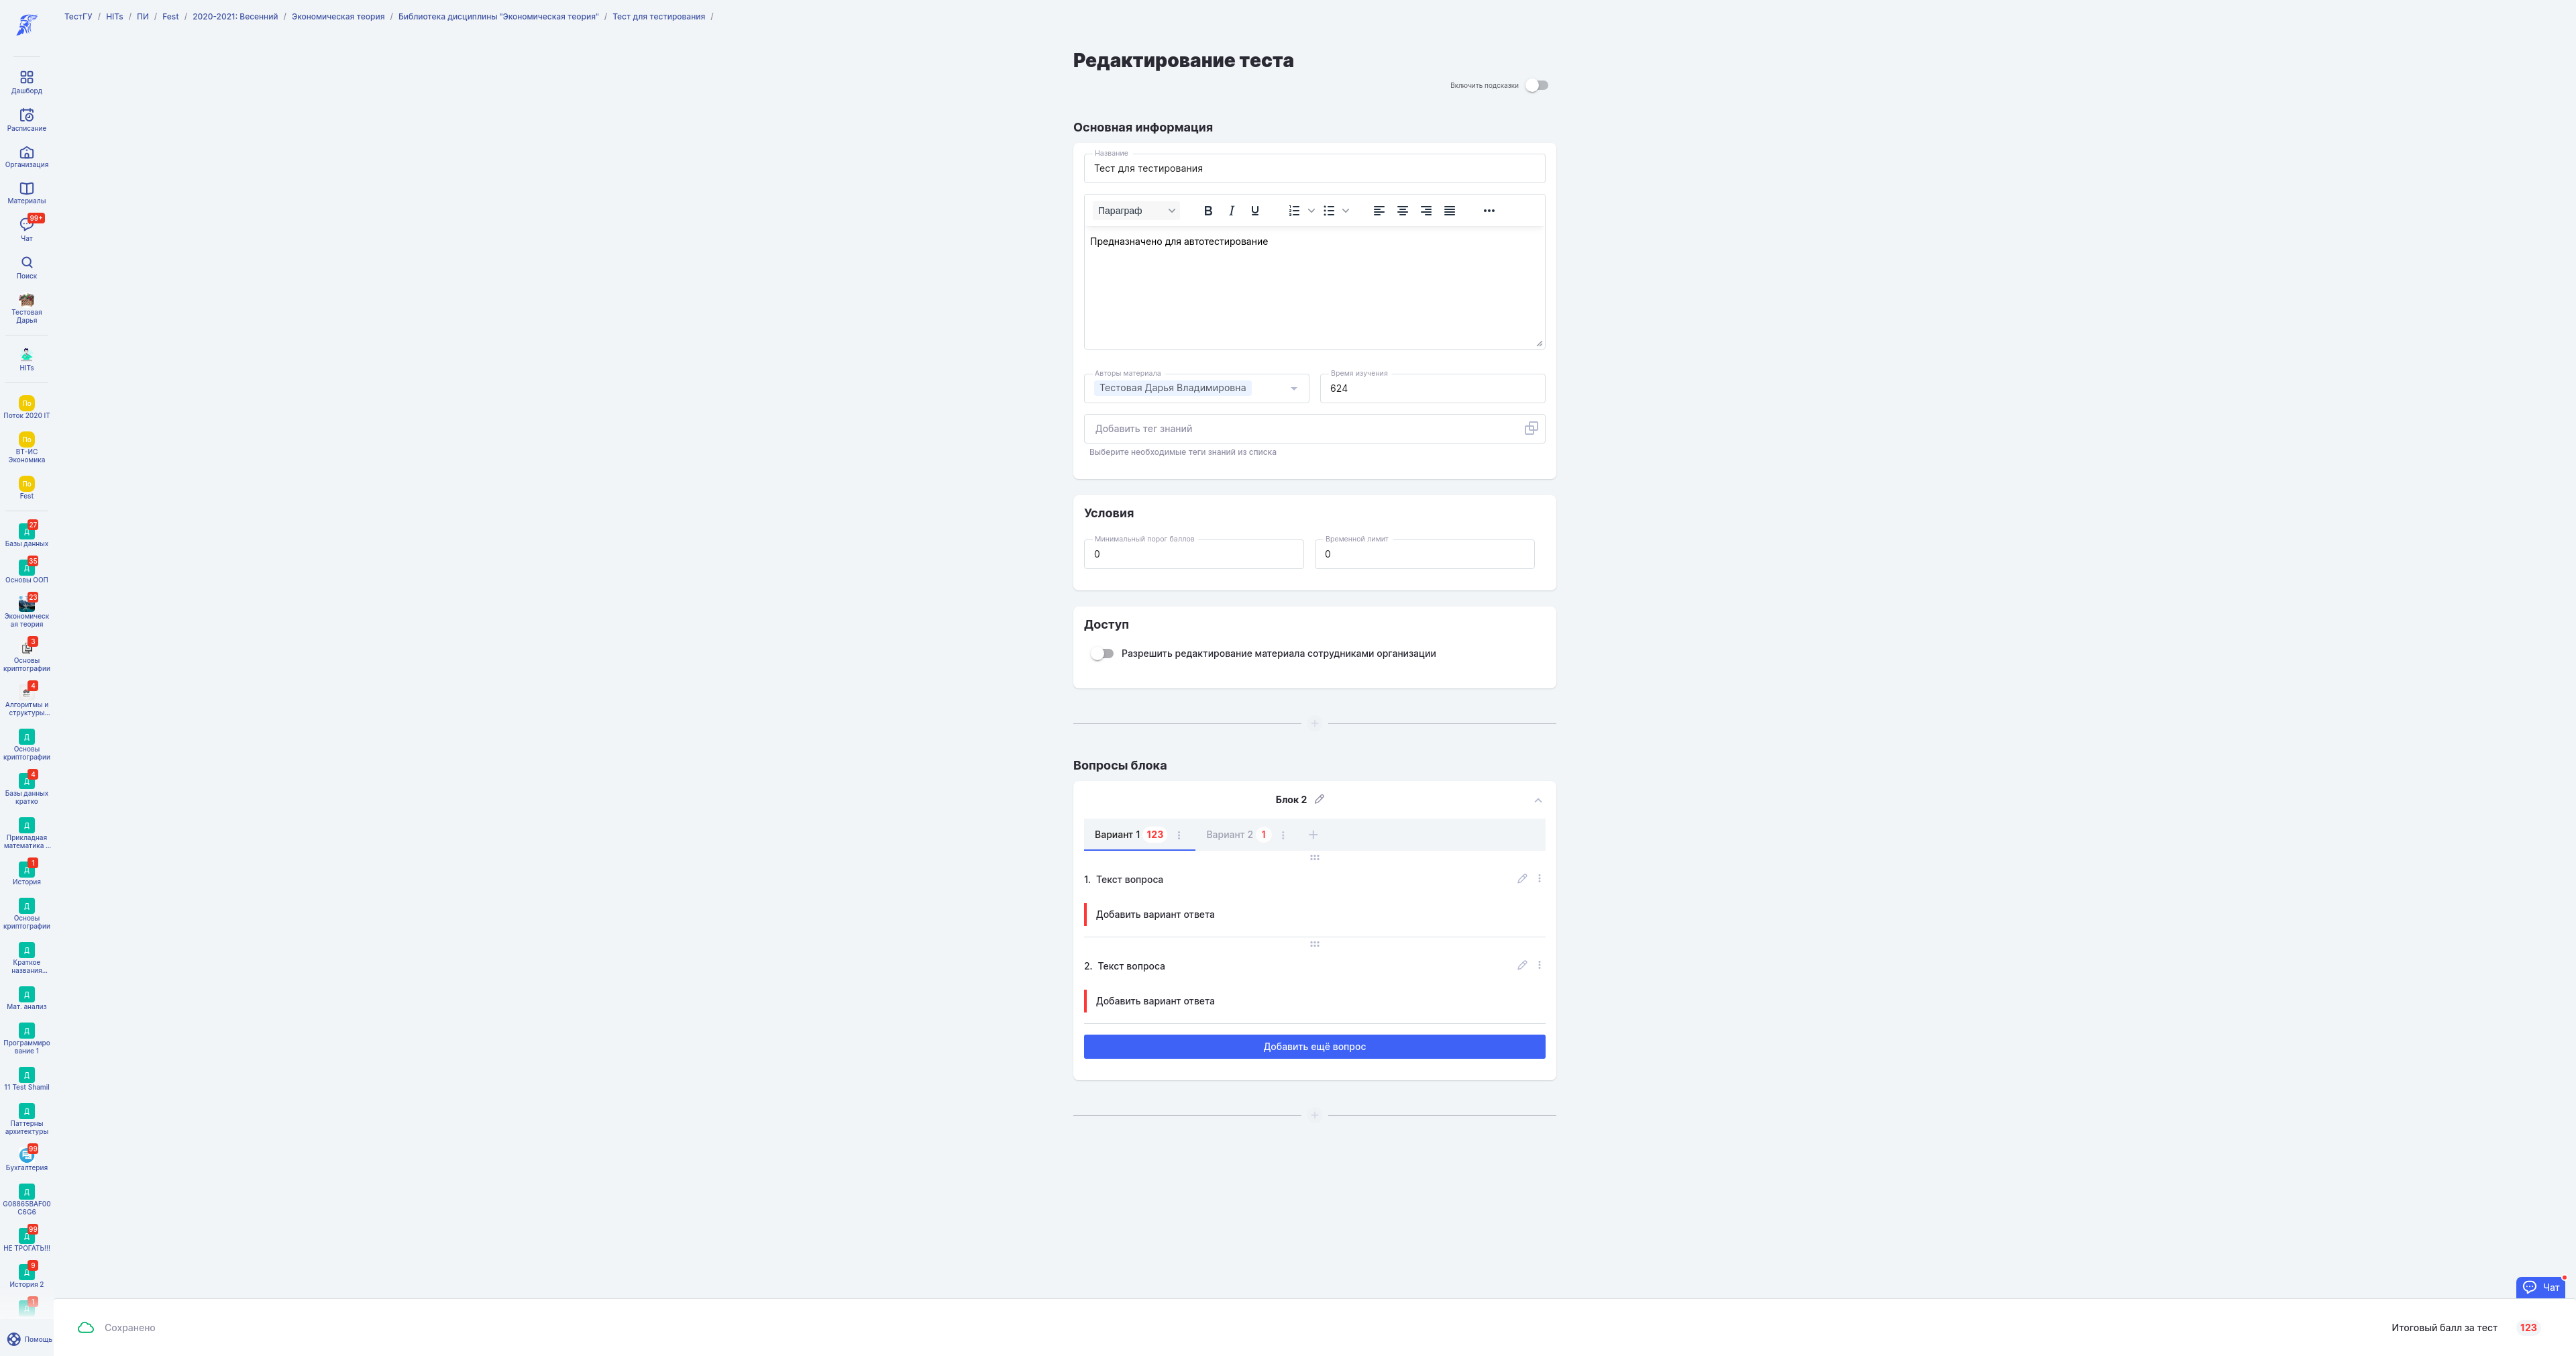 ТестГУ / HITs / ПИ / Fest / 2020-2021: Весенний / Экономическая теория / Библиотека дисциплины "Экономическая теория" / Тест для тестирования /
Дашборд
Расписание
Организация
Материалы
99+
Чат
Поиск
Тестовая
Дарья
HITs
По
Поток 2020 IT
По
ВТ-ИС
Экономика
По
Fest
27
Д
Базы данных
35
Д
Основы ООП
23
Экономическ
ая теория
3
Основы
криптографии
4
Алгоритмы и
структуры...
Д
Основы
криптографии
4
Д
Базы данных
кратко
Д
Прикладная
математика ...
1
Д
История
Д
Основы
криптографии
Д
Краткое
названия...
Д
Мат. анализ
Д
Программиро
вание 1
Д
11 Test Shamil
Д
Паттерны
архитектуры
99
Бухгалтерия
Д
G08865BAF00
C6G6
99
Д
НЕ ТРОГАТЬ!!!
9
Д
История 2
1
Д
Помощь
Редактирование теста
Включить подсказки
Основная информация
Название
Тест для тестирования
Параграф
Предназначено для автотестирование
Авторы материала
Тестовая Дарья Владимировна
Время изучения
624
Добавить тег знаний
Выберите необходимые теги знаний из списка
Условия
Минимальный порог баллов
0
Временной лимит
0
Доступ
Разрешить редактирование материала сотрудниками организации
Вопросы блока
Блок 2
Вариант 1 123 Вариант 2 1
1. Текст вопроса
Добавить вариант ответа
2. Текст вопроса
Добавить вариант ответа
Добавить ещё вопрос
Чат
Сохранено
Итоговый балл за тест 123